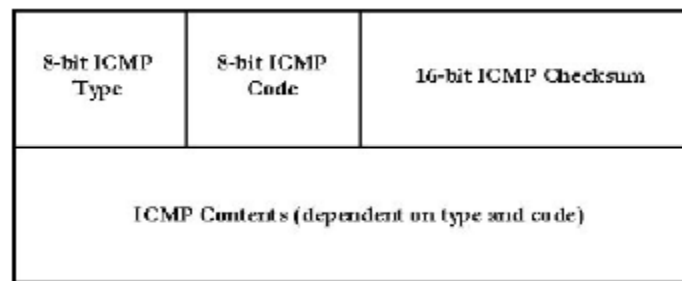 8-bit ICMP
Type
8-bit ICMP
Code
16-bit ICMP Checksum
ICMP Contents (dependent on type and code)